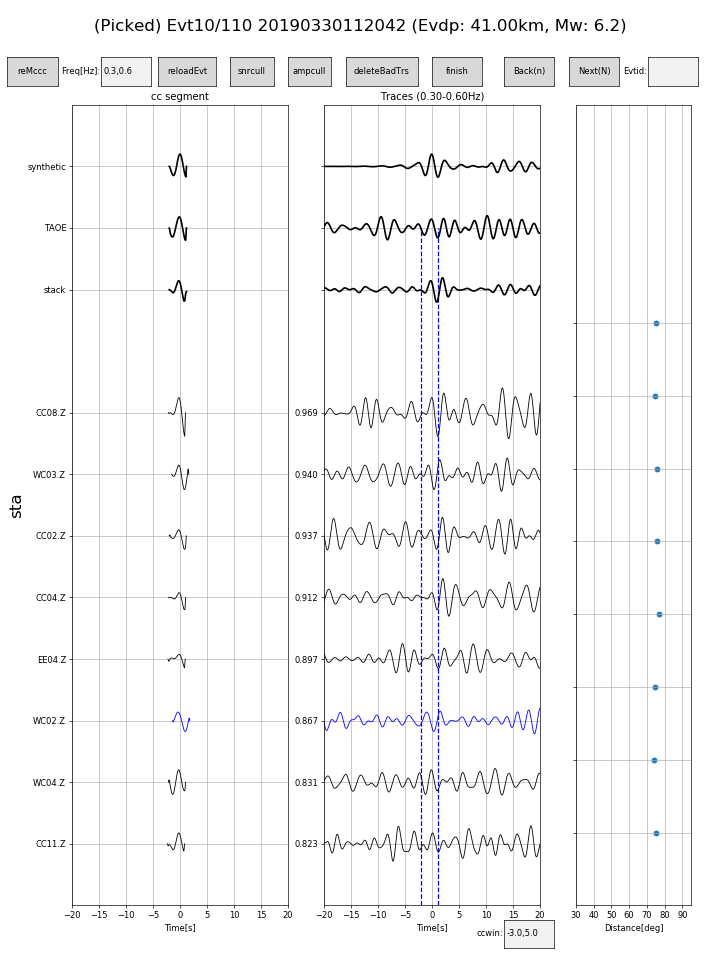 (Picked) Evt10/110 20190330112042 (Evdp: 41.00km, Mw: 6.2)
reMccc Freq[Hz]: 0.3,0.6 reloadEvt snrcull ampcull deleteBadTrs finish Back(n) Next(N) Evtid:
cc segment Traces (0.30-0.60Hz)
synthetic
TAOE
stack
CC08.Z 0.969
WC03.Z 0.940
CC02.Z 0.937
CC04.Z 0.912
EE04.Z 0.897
WC02.Z 0.867
WC04.Z 0.831
CC11.Z 0.823
sta
−20 −15 −10 −5 0 5 10 15 20 −20 −15 −10 −5 0 5 10 15 20 30 40 50 60 70 80 90
Time[s] Time[s] Distance[deg]
ccwin: -3.0,5.0